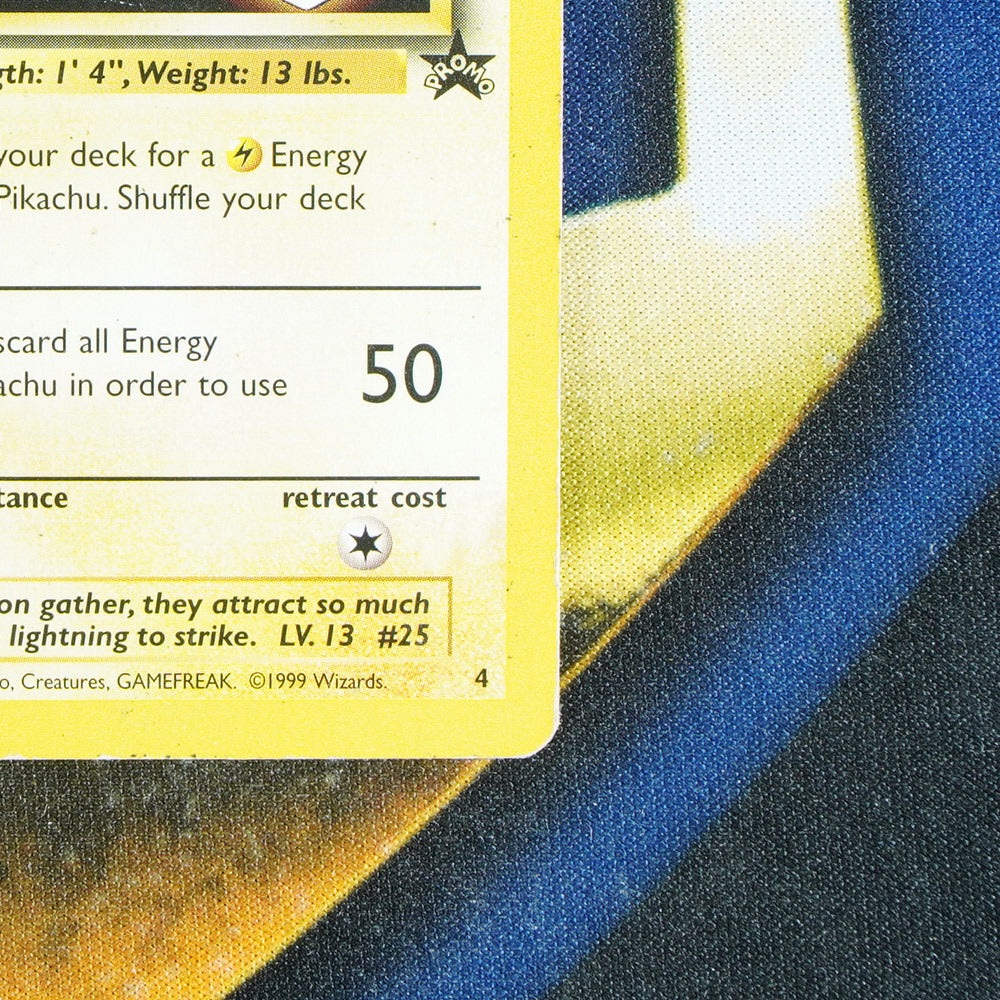 gth: 1' 4", Weight: 13 lbs.
PROMO
your deck for a Energy
Pikachu. Shuffle your deck
scard all Energy
achu in order to use
50
tance
retreat cost
on gather, they attract so much
lightning to strike. LV. 13 #25
o, Creatures, GAMEFREAK. ©1999 Wizards.
4